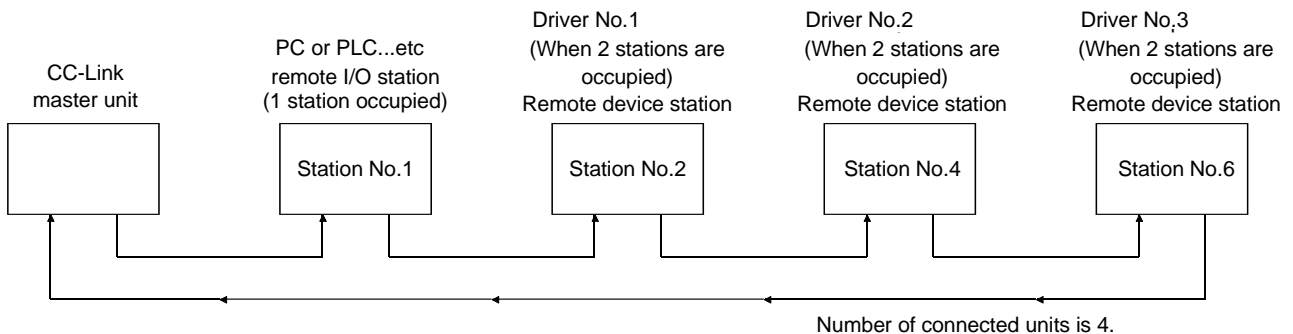 CC-Link
master unit
PC or PLC...etc
remote I/O station
(1 station occupied)
Driver No.1
(When 2 stations are
occupied)
Remote device station
Driver No.2
(When 2 stations are
occupied)
Remote device station
Driver No.3
(When 2 stations are
occupied)
Remote device station
Station No.1
Station No.2
Station No.4
Station No.6
Number of connected units is 4.